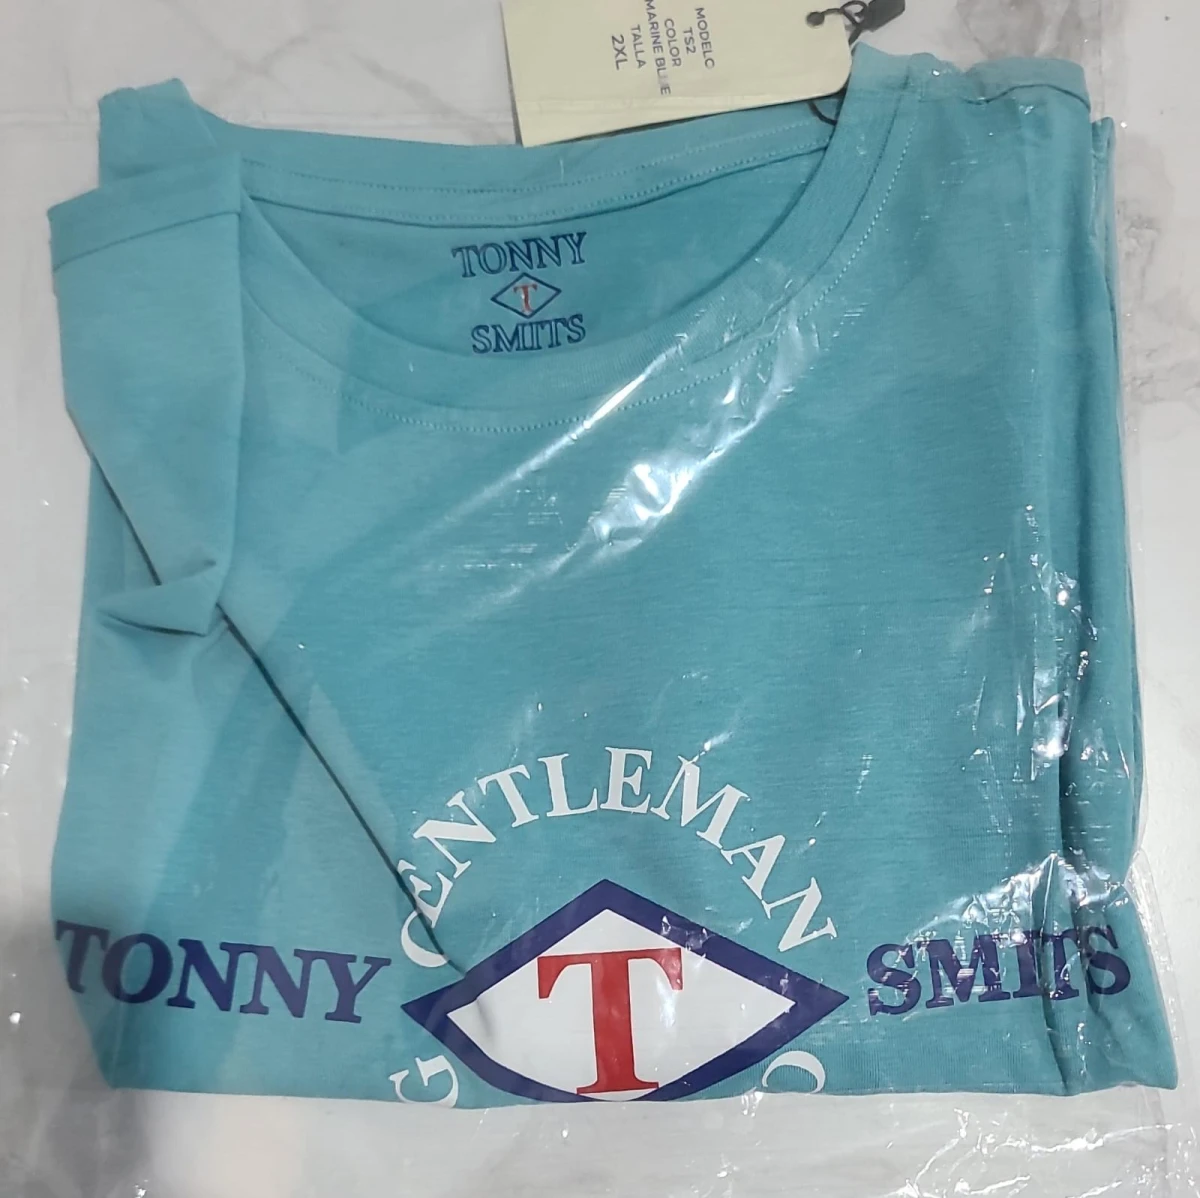 MODELO
TS2
COLOR
MARINE BLUE
TALLA
2XL
TONNY
T
SMITS
GENTLEMAN
TONNY T SMITS